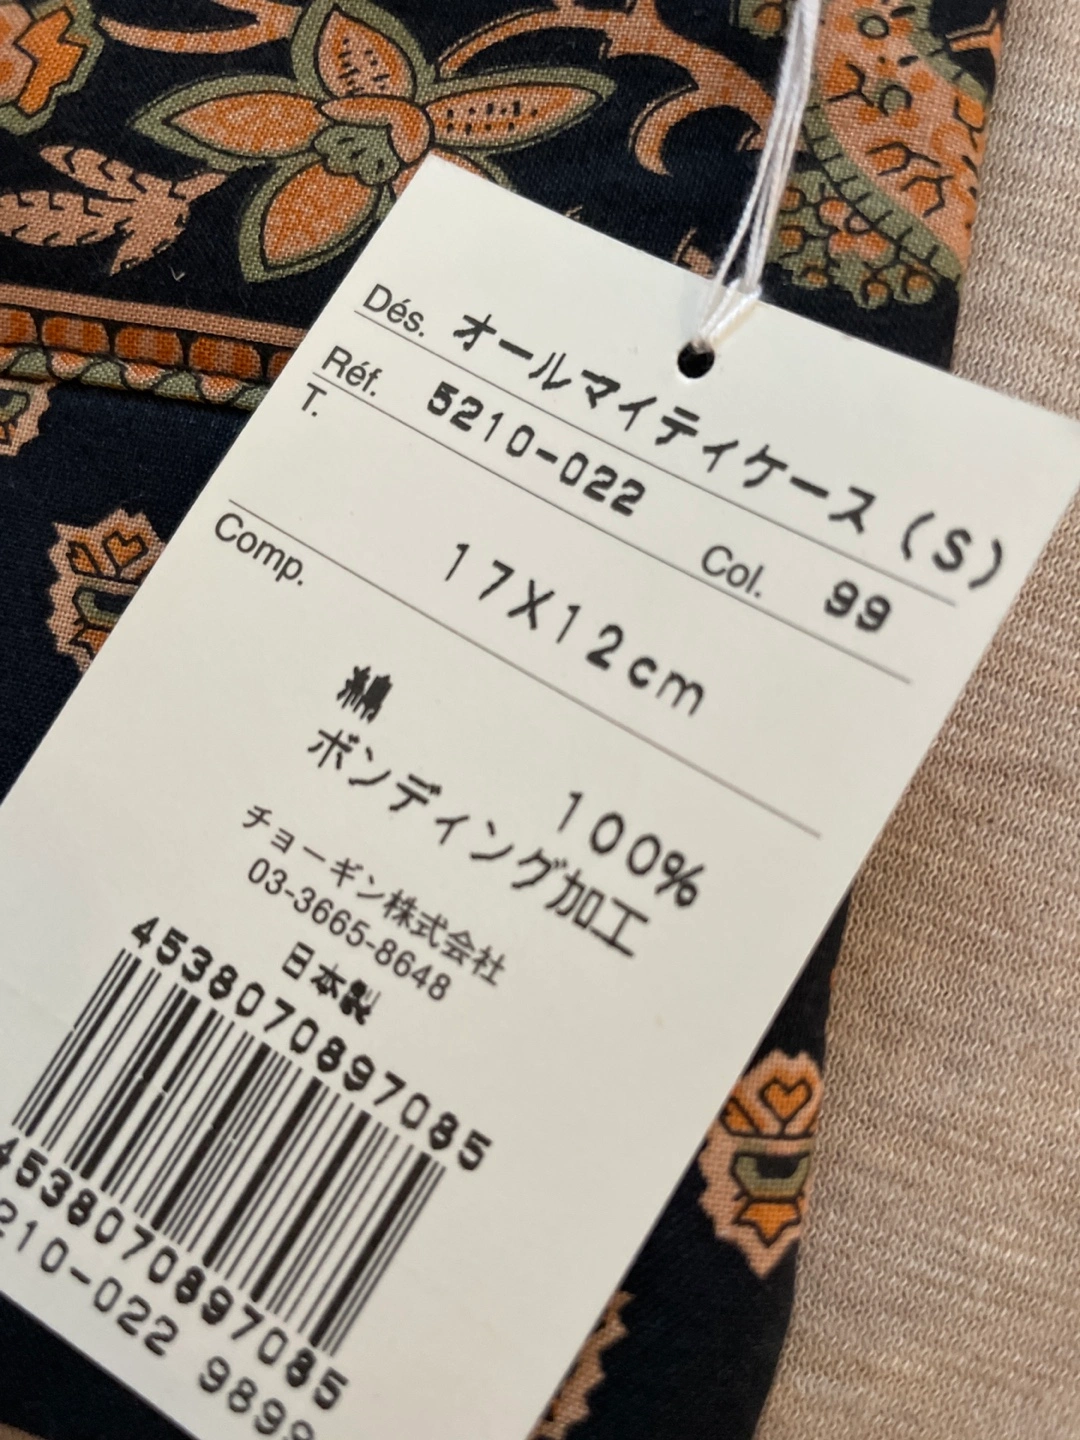 Dés. オールマイティケース(S)
Réf. 5210-022 Col. 99
T.
17X12cm
Comp.
綿 100%
ボンディング加工
チョーギン株式会社
03-3665-8648
日本製
4538070897085
4538070897085
210-022 9899